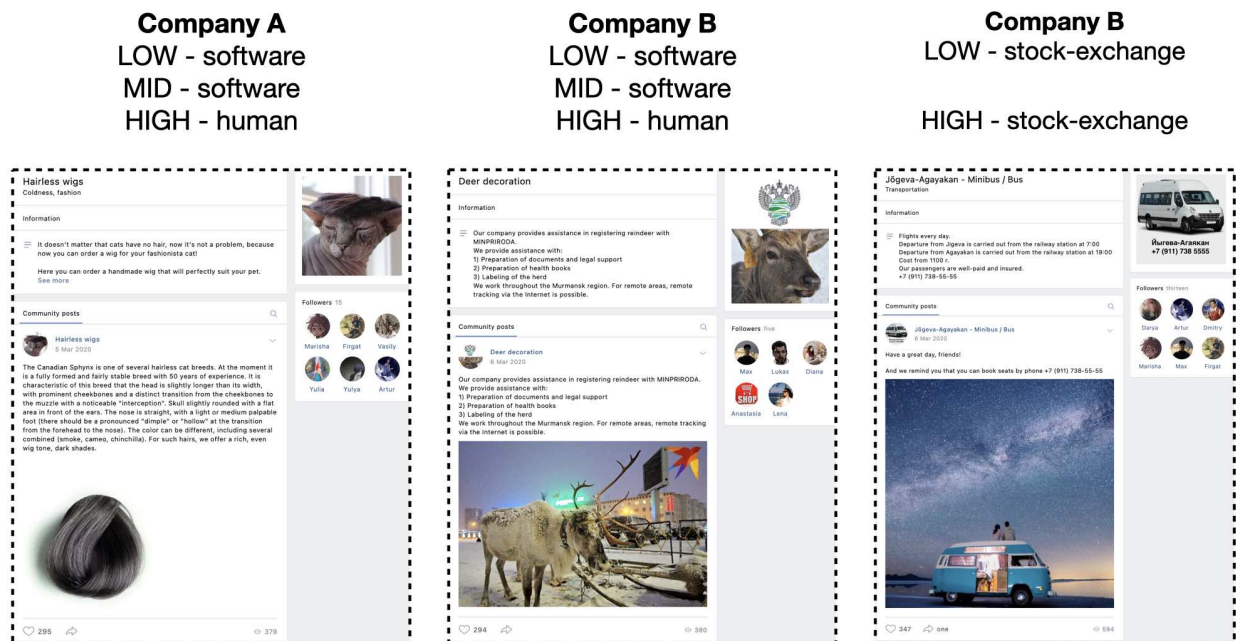 Company A
LOW - software
MID - software
HIGH - human
Hairless wigs
Coldness, fashion
Information
It doesn't matter that cats have no hair, now it's not a problem, because
now you can order a wig for your fashionista cat!
Here you can order a handmade wig that will perfectly suit your pet.
See more
Followers 15
Marisha Firgat Vasily
Yulia Yulya Artur
Community posts
Hairless wigs
5 Mar 2020
The Canadian Sphynx is one of several hairless cat breeds. At the moment it
is a fully formed and fairly stable breed with 50 years of experience. It is
characteristic of this breed that the head is slightly longer than its width,
with prominent cheekbones and a distinct transition from the cheekbones to
the muzzle with a noticeable "interception". Skull slightly rounded with a flat
area in front of the ears. The nose is straight, with a light or medium palpable
foot (there should be a pronounced "dimple" or "hollow" at the transition
from the forehead to the nose). The color can be different, including several
combined (smoke, cameo, chinchilla). For such hairs, we offer a rich, even
wig tone, dark shades.
295
379
Company B
LOW - software
MID - software
HIGH - human
Deer decoration
Information
Our company provides assistance in registering reindeer with
MINPRIRODA.
We provide assistance with:
1) Preparation of documents and legal support
2) Preparation of health books
3) Labeling of the herd
We work throughout the Murmansk region. For remote areas, remote
tracking via the Internet is possible.
Followers five
Max Lukas Diana
SHOP
Anastasia Lena
Community posts
Deer decoration
6 Mar 2020
Our company provides assistance in registering reindeer with MINPRIRODA.
We provide assistance with:
1) Preparation of documents and legal support
2) Preparation of health books
3) Labeling of the herd
We work throughout the Murmansk region. For remote areas, remote tracking
via the Internet is possible.
294
380
Company B
LOW - stock-exchange
HIGH - stock-exchange
Jõgeva-Agayakan - Minibus / Bus
Transportation
Information
Flights every day.
Departure from Jigeva is carried out from the railway station at 7:00
Departure from Agayakan is carried out from the railway station at 19:00
Cost from 1100 r.
Our passengers are well-paid and insured.
+7 (911) 738-55-55
Йыгева-Агаякан
+7 (911) 738 5555
Followers thirteen
Darya Artur Dmitry
Marisha Max Firgat
Community posts
Jõgeva-Agayakan - Minibus / Bus
6 Mar 2020
Have a great day, friends!
And we remind you that you can book seats by phone +7 (911) 738-55-55
347
one
594